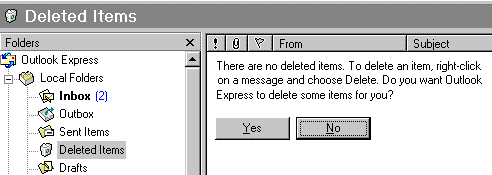 Deleted Items
Folders
! From Subject
Outlook Express
Local Folders
Inbox (2)
Outbox
Sent Items
Deleted Items
Drafts
There are no deleted items. To delete an item, right-click
on a message and choose Delete. Do you want Outlook
Express to delete some items for you?
Yes No